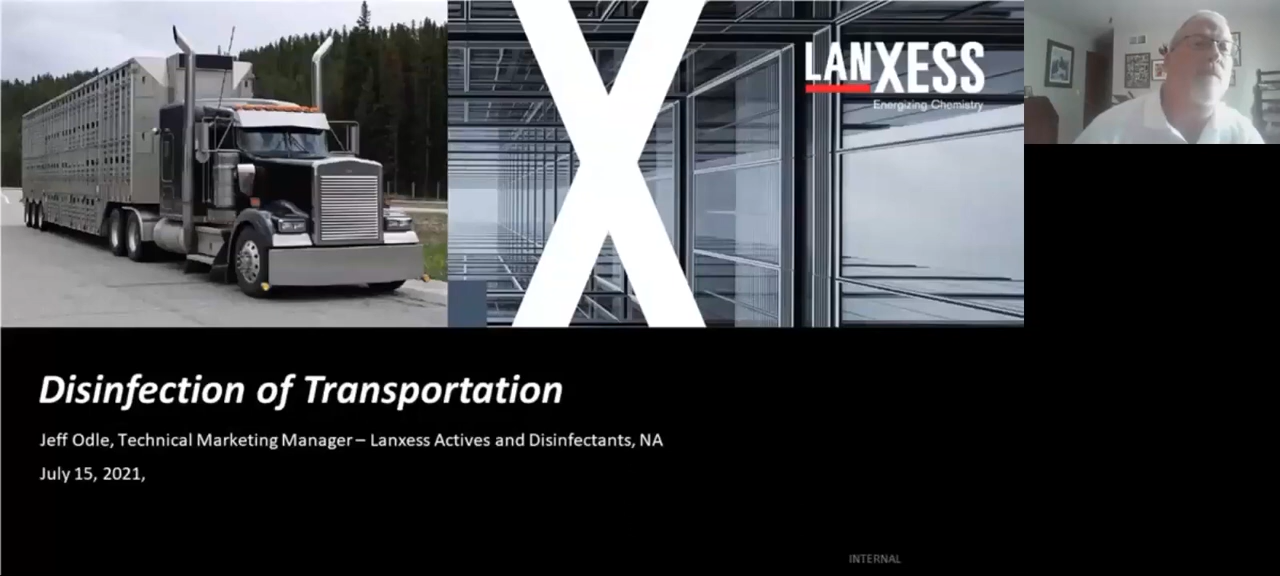 LANXESS
Energizing Chemistry
Disinfection of Transportation
Jeff Odle, Technical Marketing Manager – Lanxess Actives and Disinfectants, NA
July 15, 2021,
INTERNAL